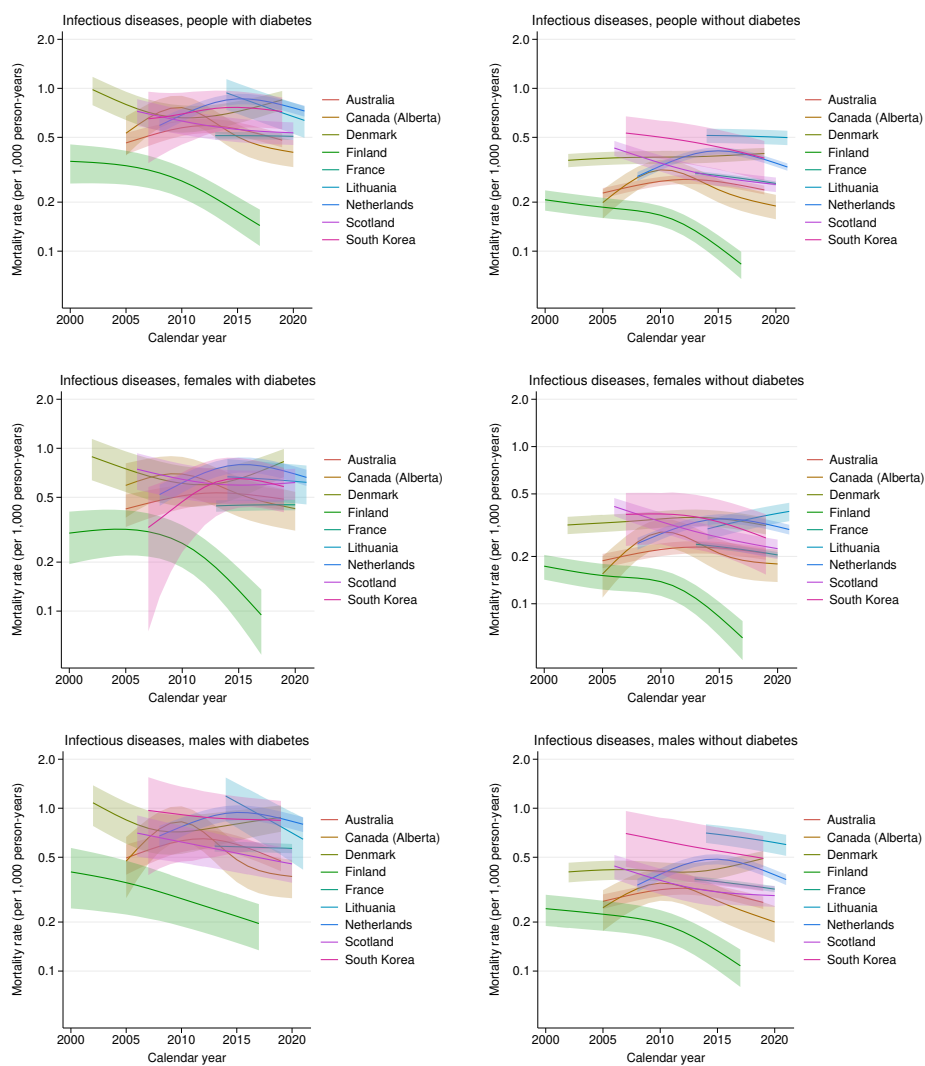 Infectious diseases, people with diabetes
Mortality rate (per 1,000 person-years)
2.0
1.0
0.5
0.2
0.1
2000 2005 2010 2015 2020
Calendar year
Australia
Canada (Alberta)
Denmark
Finland
France
Lithuania
Netherlands
Scotland
South Korea
Infectious diseases, people without diabetes
Mortality rate (per 1,000 person-years)
2.0
1.0
0.5
0.2
0.1
2000 2005 2010 2015 2020
Calendar year
Australia
Canada (Alberta)
Denmark
Finland
France
Lithuania
Netherlands
Scotland
South Korea
Infectious diseases, females with diabetes
Mortality rate (per 1,000 person-years)
2.0
1.0
0.5
0.2
0.1
2000 2005 2010 2015 2020
Calendar year
Australia
Canada (Alberta)
Denmark
Finland
France
Lithuania
Netherlands
Scotland
South Korea
Infectious diseases, females without diabetes
Mortality rate (per 1,000 person-years)
2.0
1.0
0.5
0.2
0.1
2000 2005 2010 2015 2020
Calendar year
Australia
Canada (Alberta)
Denmark
Finland
France
Lithuania
Netherlands
Scotland
South Korea
Infectious diseases, males with diabetes
Mortality rate (per 1,000 person-years)
2.0
1.0
0.5
0.2
0.1
2000 2005 2010 2015 2020
Calendar year
Australia
Canada (Alberta)
Denmark
Finland
France
Lithuania
Netherlands
Scotland
South Korea
Infectious diseases, males without diabetes
Mortality rate (per 1,000 person-years)
2.0
1.0
0.5
0.2
0.1
2000 2005 2010 2015 2020
Calendar year
Australia
Canada (Alberta)
Denmark
Finland
France
Lithuania
Netherlands
Scotland
South Korea